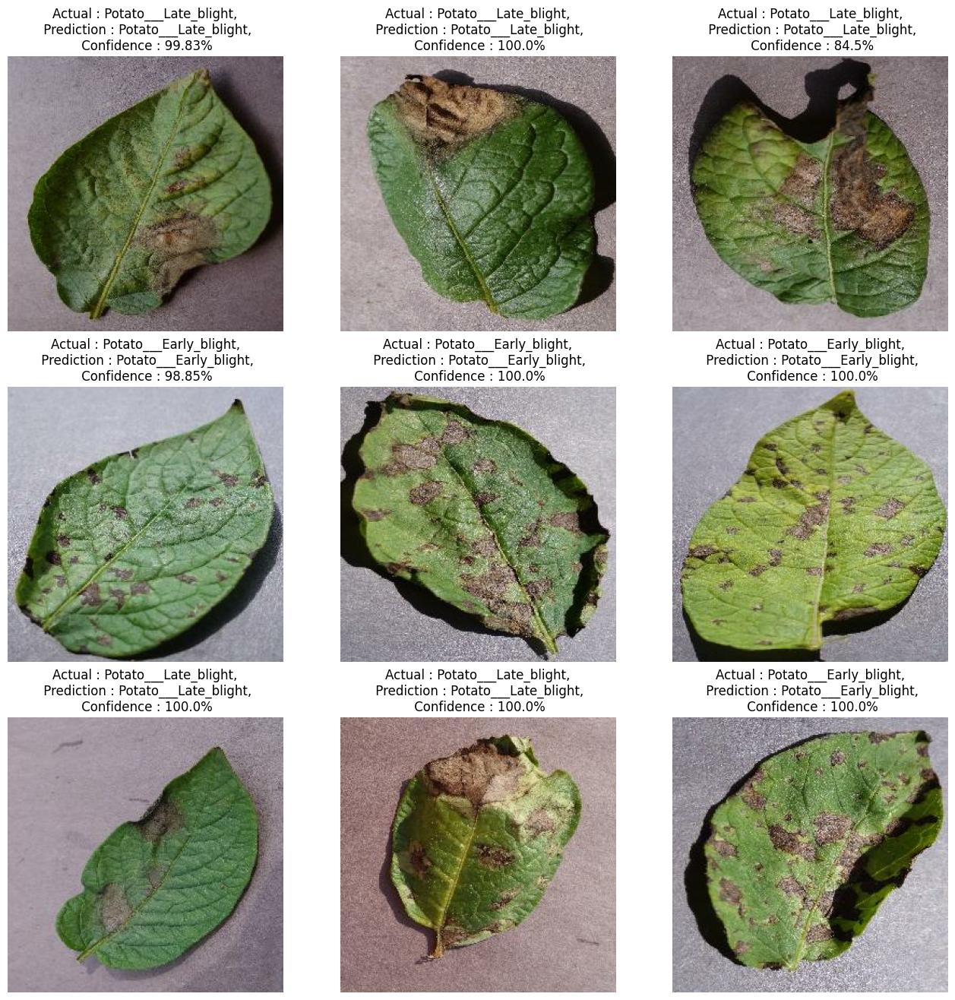 Actual : Potato___Late_blight,
Prediction : Potato___Late_blight,
Confidence : 99.83%
Actual : Potato___Late_blight,
Prediction : Potato___Late_blight,
Confidence : 100.0%
Actual : Potato___Late_blight,
Prediction : Potato___Late_blight,
Confidence : 84.5%
Actual : Potato___Early_blight,
Prediction : Potato___Early_blight,
Confidence : 98.85%
Actual : Potato___Early_blight,
Prediction : Potato___Early_blight,
Confidence : 100.0%
Actual : Potato___Early_blight,
Prediction : Potato___Early_blight,
Confidence : 100.0%
Actual : Potato___Late_blight,
Prediction : Potato___Late_blight,
Confidence : 100.0%
Actual : Potato___Late_blight,
Prediction : Potato___Late_blight,
Confidence : 100.0%
Actual : Potato___Early_blight,
Prediction : Potato___Early_blight,
Confidence : 100.0%